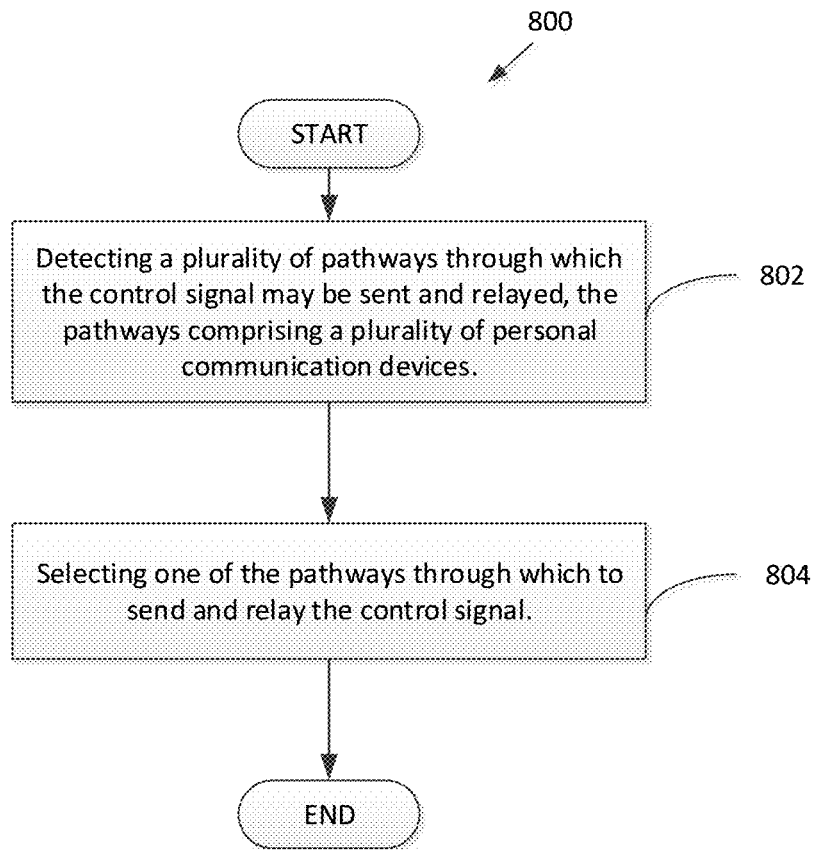 800
START
Detecting a plurality of pathways through which
the control signal may be sent and relayed, the
pathways comprising a plurality of personal
communication devices.
802
Selecting one of the pathways through which to
send and relay the control signal.
804
END